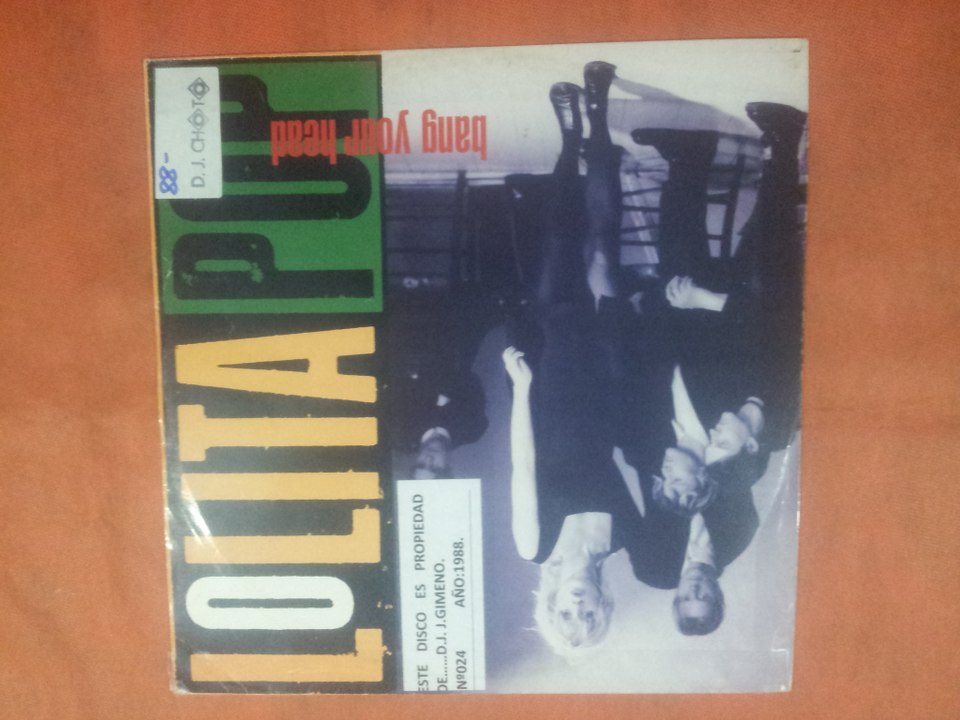 LOLITA POP
bang your head
88-
D. J. CHOTO
ESTE DISCO ES PROPIEDAD
DE......D.J. J.GIMENO.
Nº024 AÑO:1988.